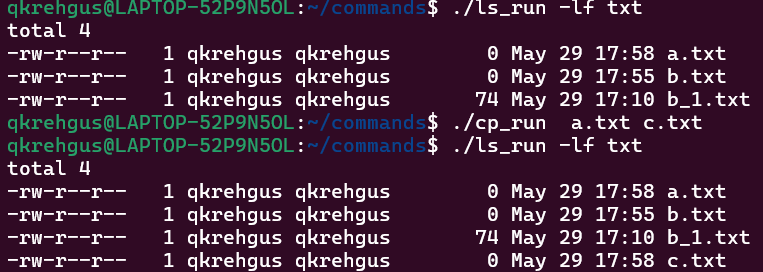 qkrehgus@LAPTOP-52P9N5OL:~/commands$ ./ls_run -lf txt
total 4
-rw-r--r--   1 qkrehgus qkrehgus        0 May 29 17:58 a.txt
-rw-r--r--   1 qkrehgus qkrehgus        0 May 29 17:55 b.txt
-rw-r--r--   1 qkrehgus qkrehgus       74 May 29 17:10 b_1.txt
qkrehgus@LAPTOP-52P9N5OL:~/commands$ ./cp_run  a.txt c.txt
qkrehgus@LAPTOP-52P9N5OL:~/commands$ ./ls_run -lf txt
total 4
-rw-r--r--   1 qkrehgus qkrehgus        0 May 29 17:58 a.txt
-rw-r--r--   1 qkrehgus qkrehgus        0 May 29 17:55 b.txt
-rw-r--r--   1 qkrehgus qkrehgus       74 May 29 17:10 b_1.txt
-rw-r--r--   1 qkrehgus qkrehgus        0 May 29 17:58 c.txt